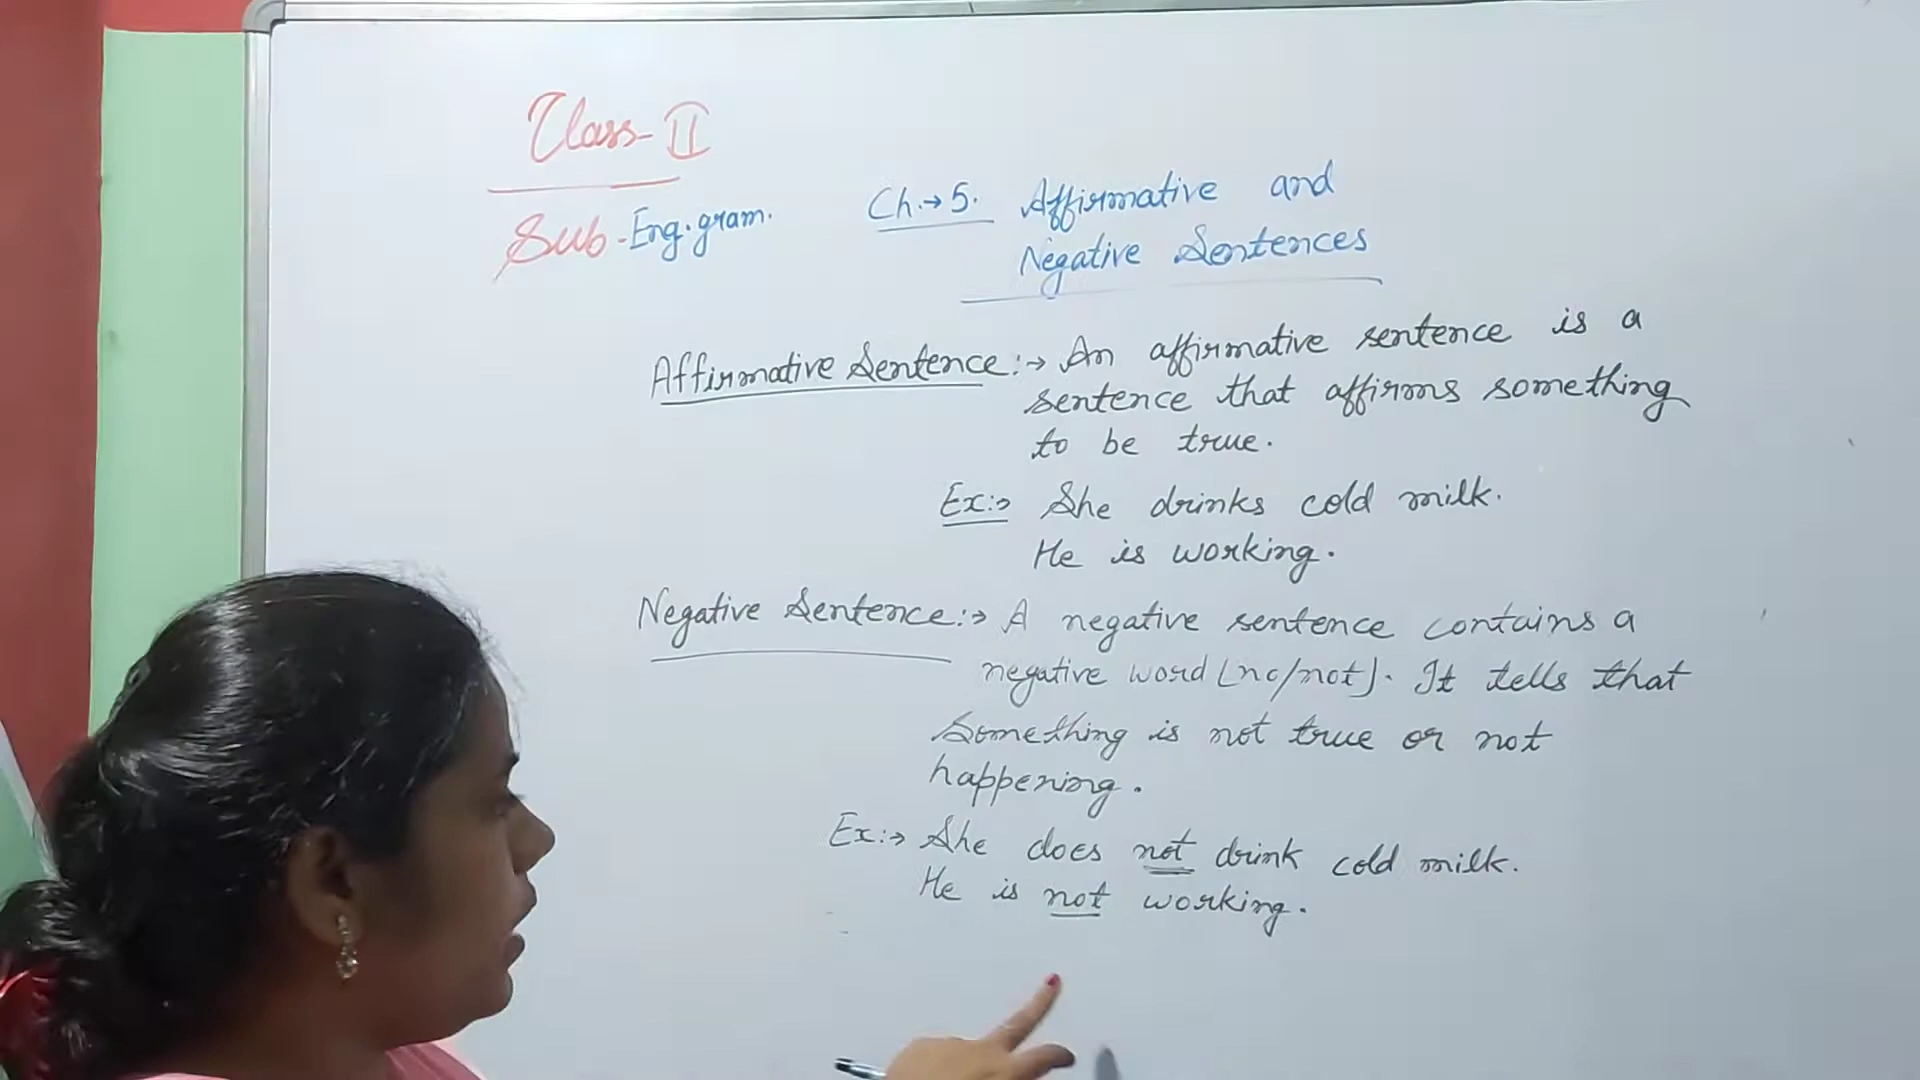 Class-II
Sub-Eng.gram.
Ch.→5. Affirmative and
Negative Sentences
Affirmative Sentence:→ An affirmative sentence is a
sentence that affirms something
to be true.
Ex:→ She drinks cold milk.
He is working.
Negative Sentence:→ A negative sentence contains a
negative word [no/not]. It tells that
Something is not true or not
happening.
Ex:→ She does not drink cold milk.
He is not working.